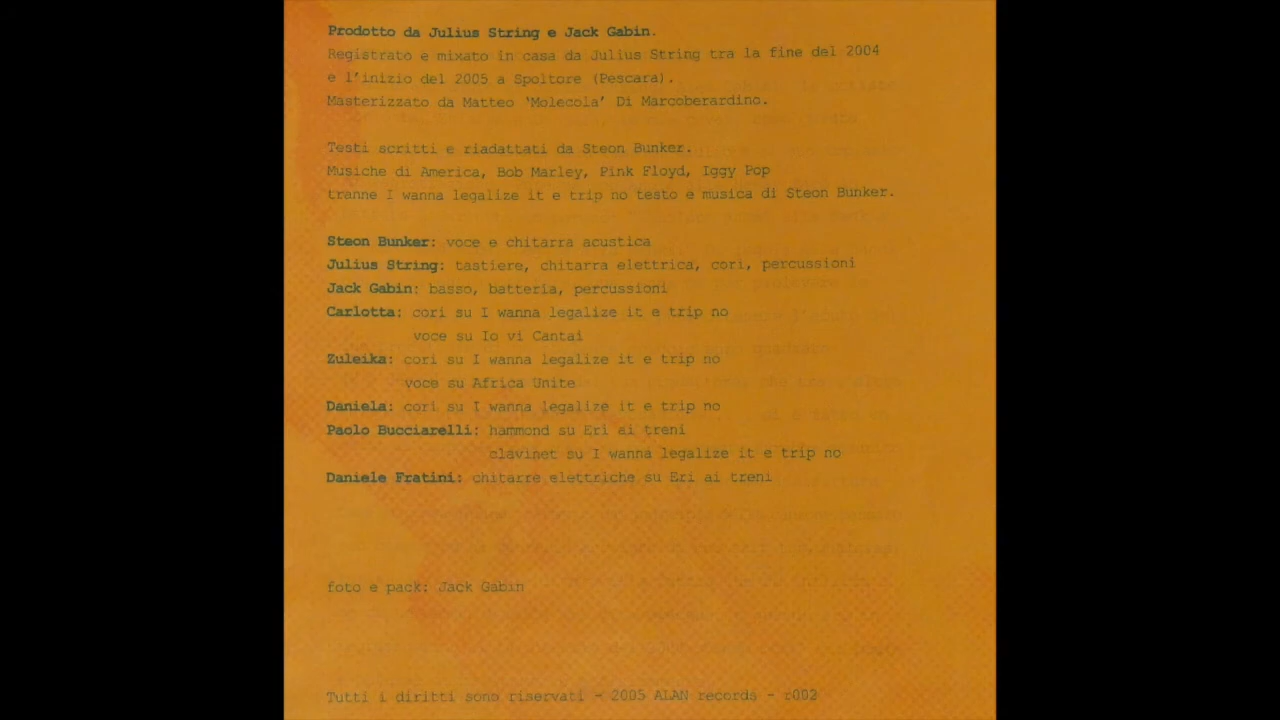 Prodotto da Julius String e Jack Gabin.
Registrato e mixato in casa da Julius String tra la fine del 2004
e l'inizio del 2005 a Spoltore (Pescara).
Masterizzato da Matteo 'Molecola' Di Marcoberardino.
Testi scritti e riadattati da Steon Bunker.
Musiche di America, Bob Marley, Pink Floyd, Iggy Pop
tranne I wanna legalize it e trip no testo e musica di Steon Bunker.
Steon Bunker: voce e chitarra acustica
Julius String: tastiere, chitarra elettrica, cori, percussioni
Jack Gabin: basso, batteria, percussioni
Carlotta: cori su I wanna legalize it e trip no
voce su Io vi Cantai
Zuleika: cori su I wanna legalize it e trip no
voce su Africa Unite
Daniela: cori su I wanna legalize it e trip no
Paolo Bucciarelli: hammond su Eri ai treni
clavinet su I wanna legalize it e trip no
Daniele Fratini: chitarre elettriche su Eri ai treni
foto e pack: Jack Gabin
Tutti i diritti sono riservati - 2005 ALAN records - r002